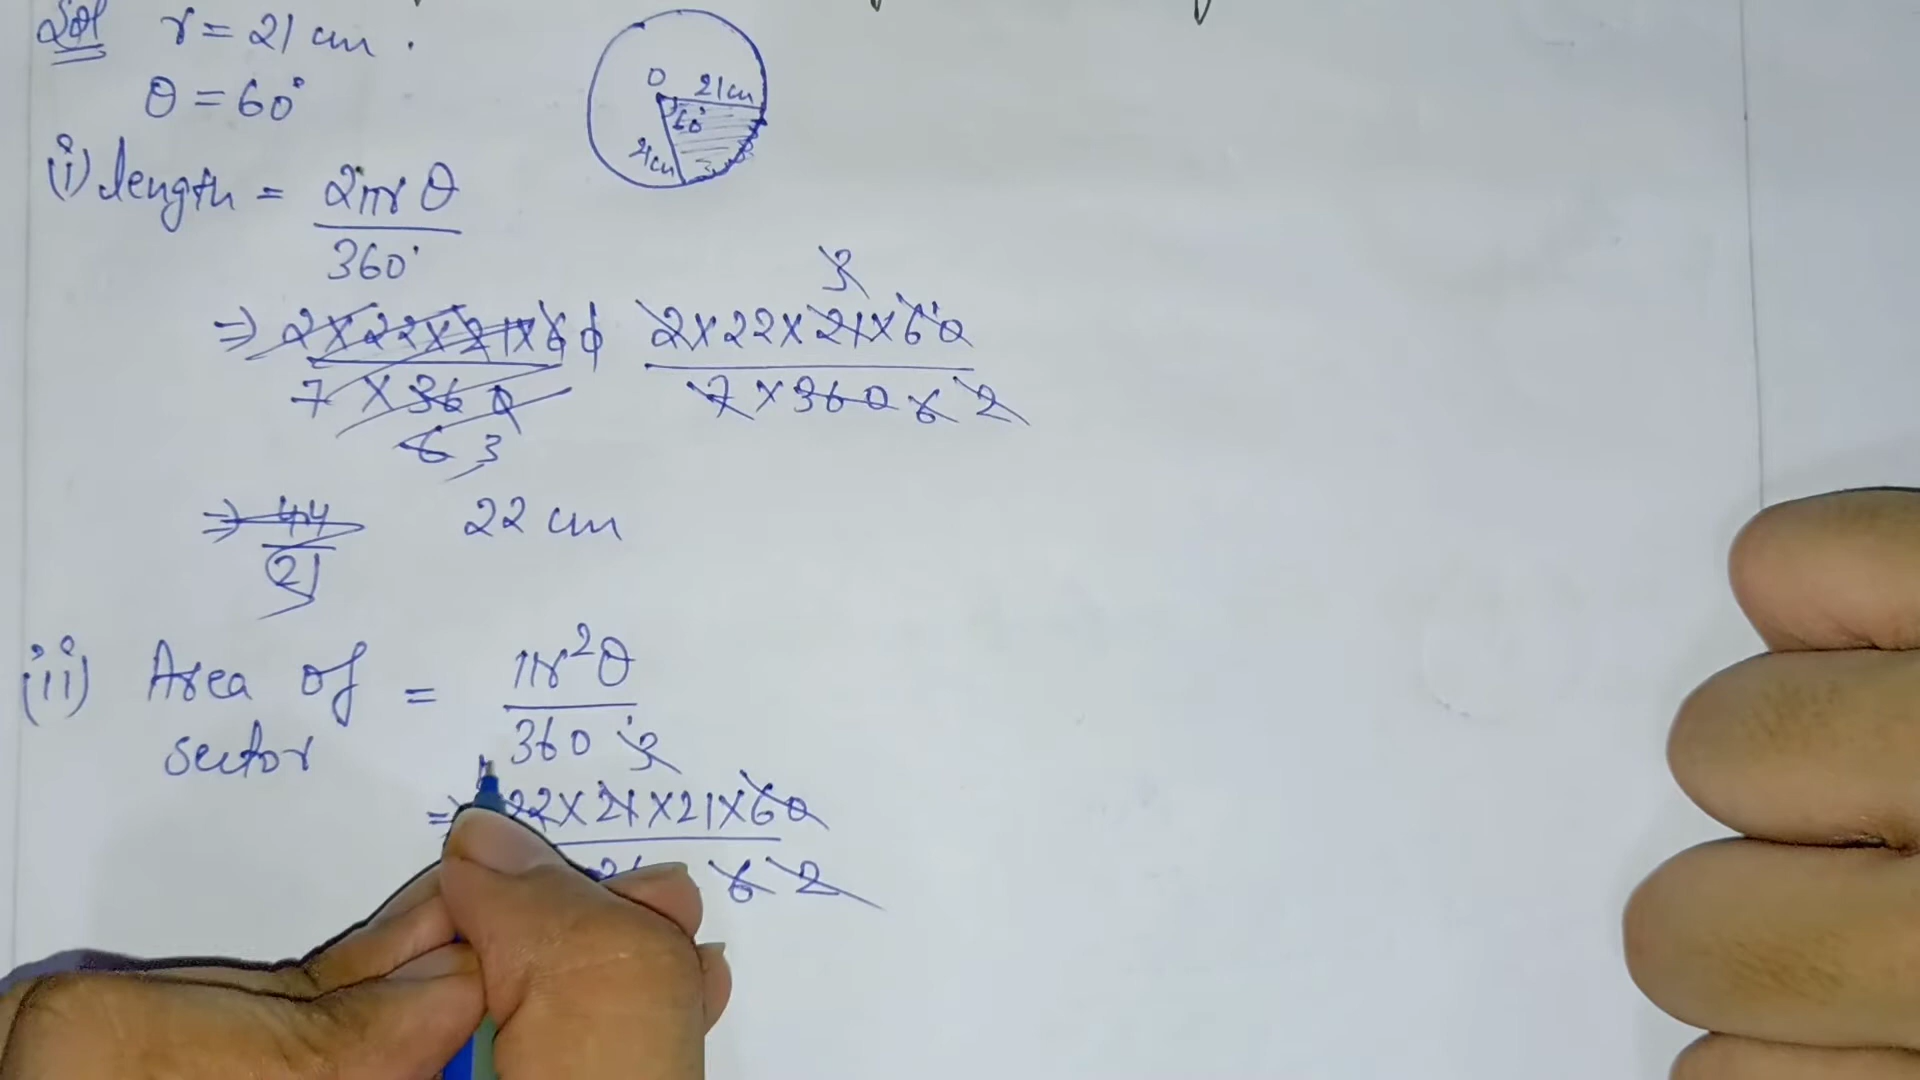 Sol r = 21 cm .
θ = 60°
O 21cm
60°
21cm
(i) length = 2πrθ / 360°
3
⇒ 2×22×21×60 / 7×360 6 3 2×22×21×60 / 7×360 6 2
⇒ 44 / 21 22 cm
(ii) Area of sector = πr²θ / 360°
3
= 22×21×21×60 / 36 6 2